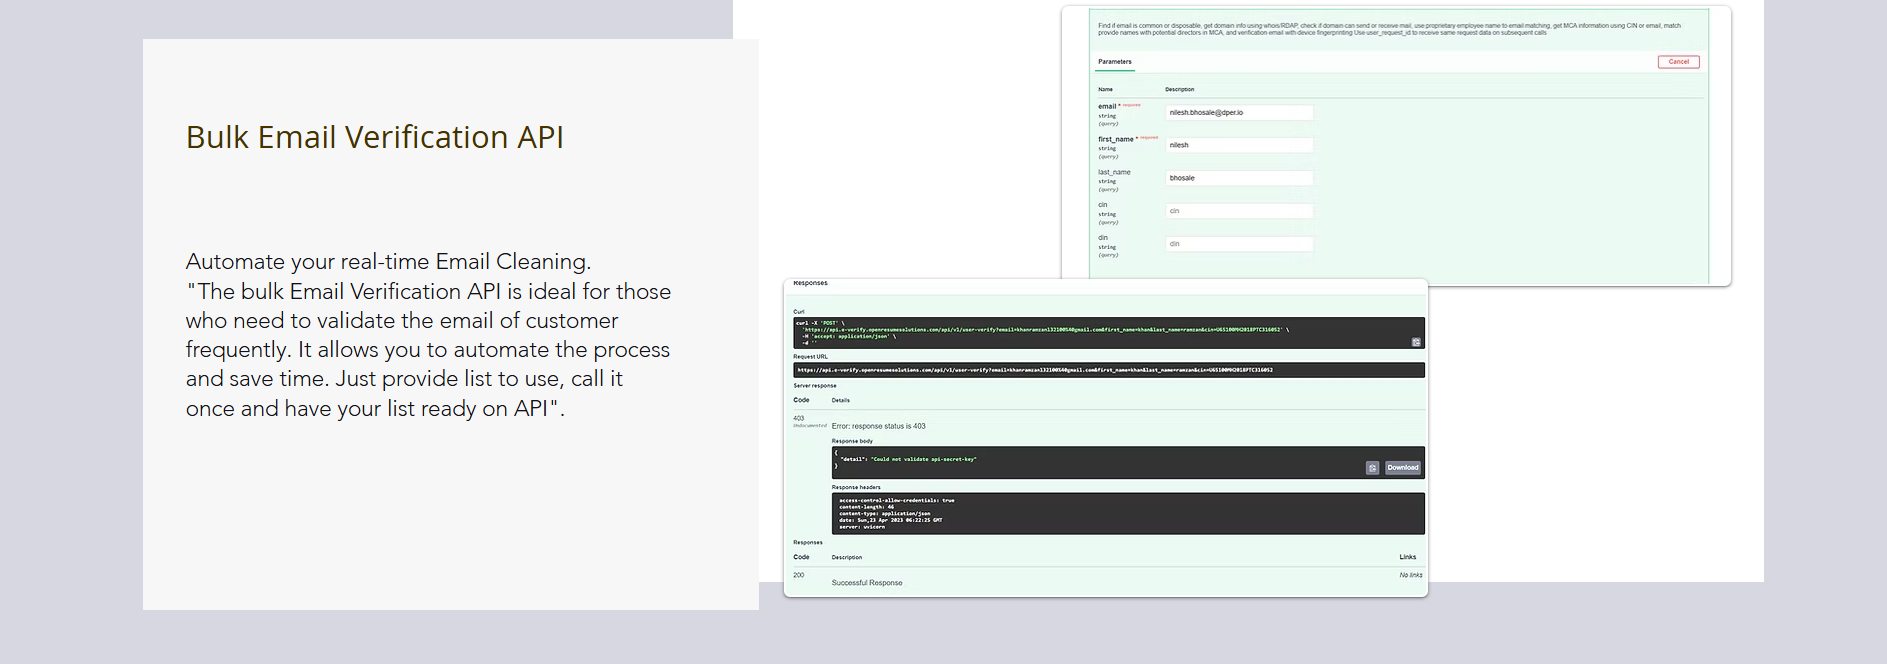 Bulk Email Verification API
Automate your real-time Email Cleaning.
"The bulk Email Verification API is ideal for those
who need to validate the email of customer
frequently. It allows you to automate the process
and save time. Just provide list to use, call it
once and have your list ready on API".
Find if email is common or disposable, get domain info using whois/RDAP, check if domain can send or receive mail, use proprietary employee name to email matching, get MCA information using CIN or email, match
provide names with potential directors in MCA, and verification email with device fingerprinting Use user_request_id to receive same request data on subsequent calls
Parameters
Cancel
Name Description
email * required
string
(query)
nilesh.bhosale@dper.io
first_name * required
string
(query)
nilesh
last_name
string
(query)
bhosale
cin
string
(query)
cin
din
string
(query)
din
Responses
Curl
curl -X 'POST' \
'https://api.e-verify.openresumesolutions.com/api/v1/user-verify?email=khanramzan132100%40gmail.com&first_name=khan&last_name=ramzan&cin=U65100MH2018PTC316052' \
-H 'accept: application/json' \
-d ''
Request URL
https://api.e-verify.openresumesolutions.com/api/v1/user-verify?email=khanramzan132100%40gmail.com&first_name=khan&last_name=ramzan&cin=U65100MH2018PTC316052
Server response
Code Details
403
Undocumented
Error: response status is 403
Response body
{
"detail": "Could not validate api-secret-key"
}
Download
Response headers
access-control-allow-credentials: true
content-length: 46
content-type: application/json
date: Sun,23 Apr 2023 06:22:25 GMT
server: uvicorn
Responses
Code Description Links
200
Successful Response
No links